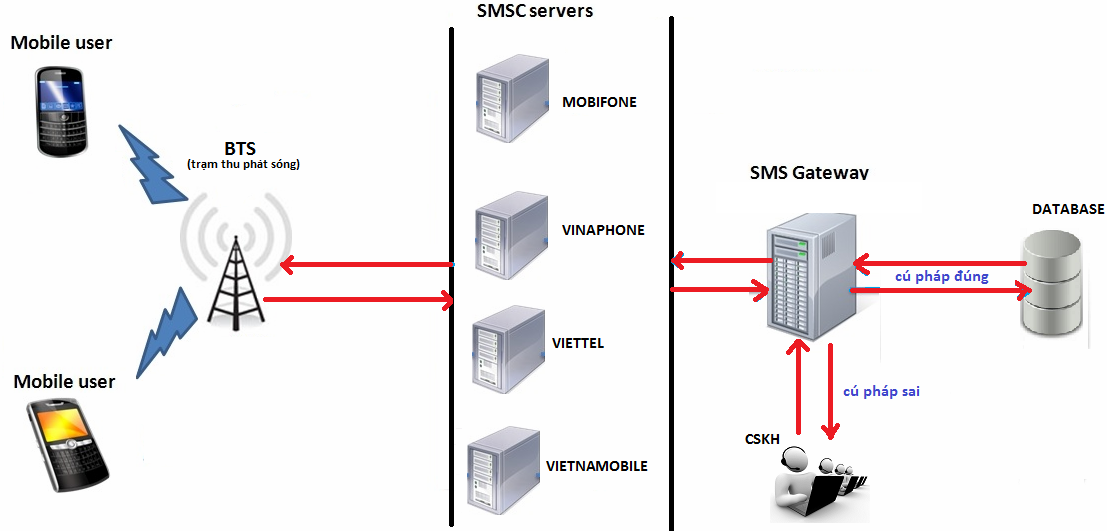 SMSC servers
Mobile user
MOBIFONE
BTS
(trạm thu phát sóng)
SMS Gateway
DATABASE
VINAPHONE
cú pháp đúng
VIETTEL
Mobile user
cú pháp sai
CSKH
VIETNAMOBILE